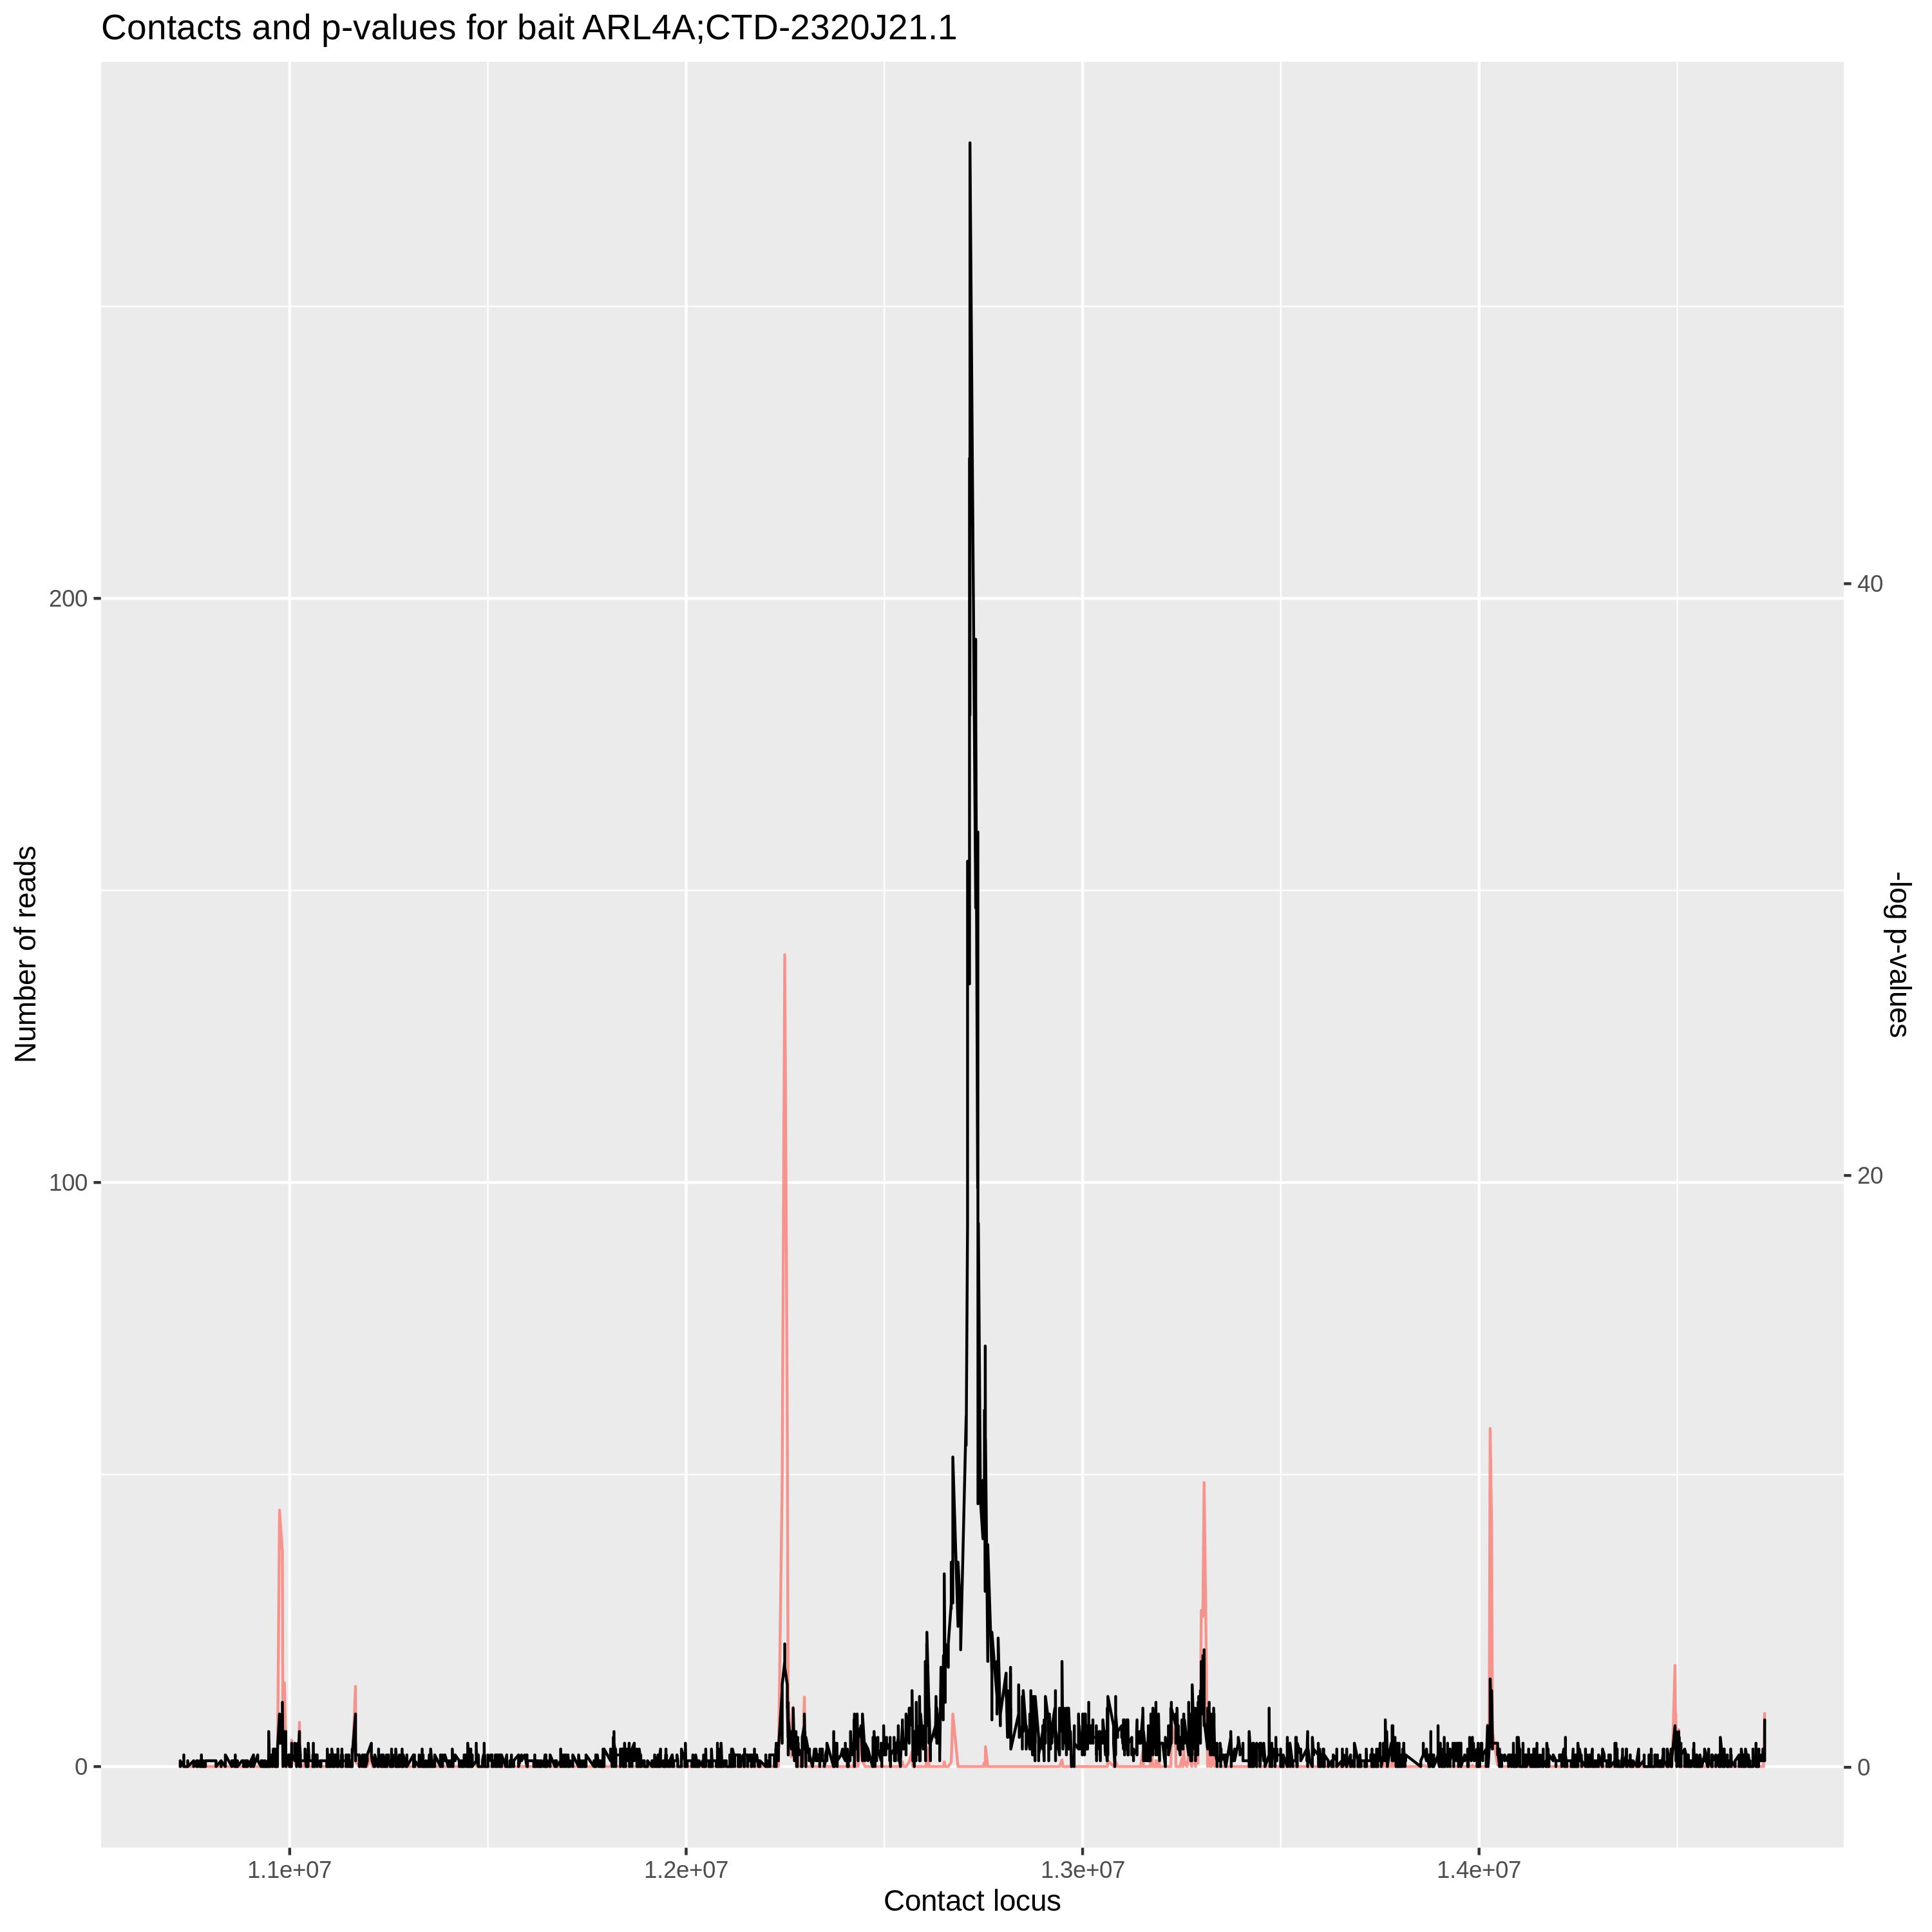 Contacts and p-values for bait ARL4A;CTD-2320J21.1
Number of reads
200
100
0
40
20
0
-log p-values
1.1e+07 1.2e+07 1.3e+07 1.4e+07
Contact locus